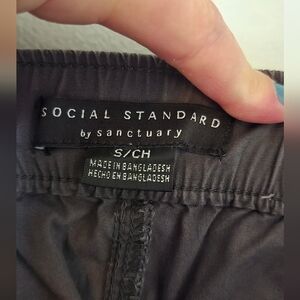 SOCIAL STANDARD
by sanctuary
S/CH
MADE IN BANGLADESH
HECHO EN BANGLADESH